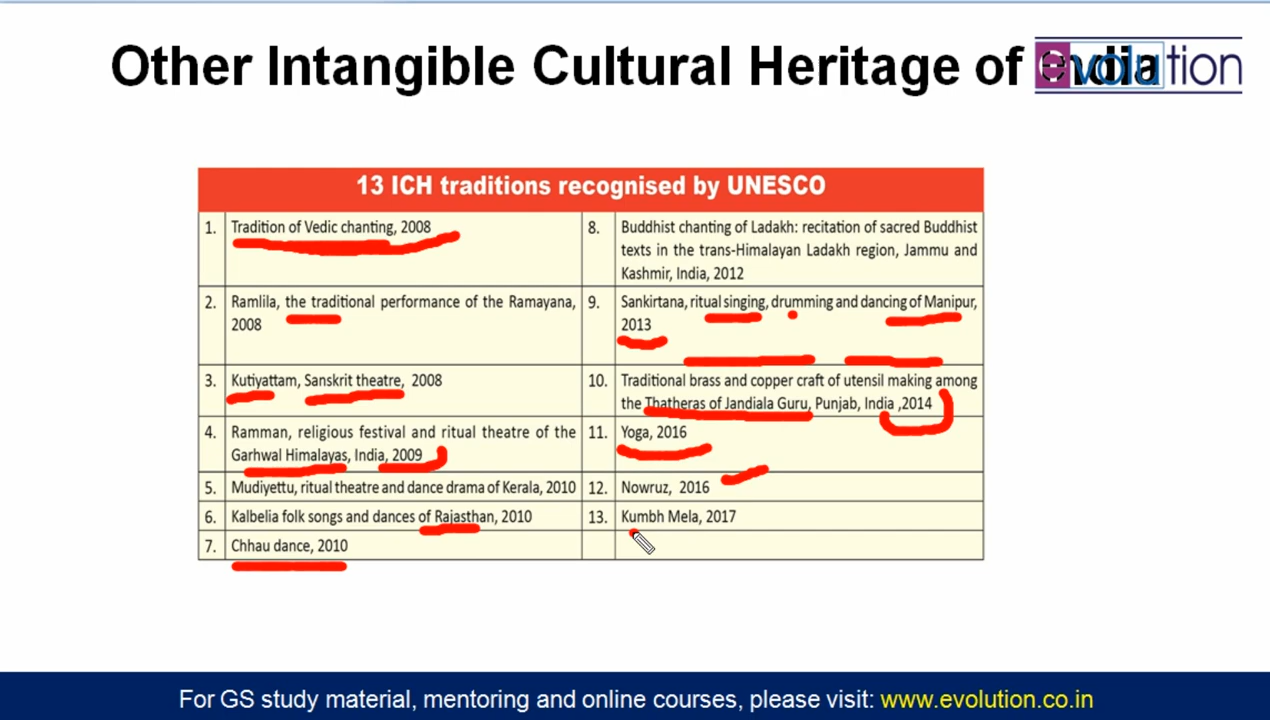 Other Intangible Cultural Heritage of India
evolution
13 ICH traditions recognised by UNESCO
1. Tradition of Vedic chanting, 2008
2. Ramlila, the traditional performance of the Ramayana,
2008
3. Kutiyattam, Sanskrit theatre, 2008
4. Ramman, religious festival and ritual theatre of the
Garhwal Himalayas, India, 2009
5. Mudiyettu, ritual theatre and dance drama of Kerala, 2010
6. Kalbelia folk songs and dances of Rajasthan, 2010
7. Chhau dance, 2010
8. Buddhist chanting of Ladakh: recitation of sacred Buddhist
texts in the trans-Himalayan Ladakh region, Jammu and
Kashmir, India, 2012
9. Sankirtana, ritual singing, drumming and dancing of Manipur,
2013
10. Traditional brass and copper craft of utensil making among
the Thatheras of Jandiala Guru, Punjab, India ,2014
11. Yoga, 2016
12. Nowruz, 2016
13. Kumbh Mela, 2017
For GS study material, mentoring and online courses, please visit: www.evolution.co.in